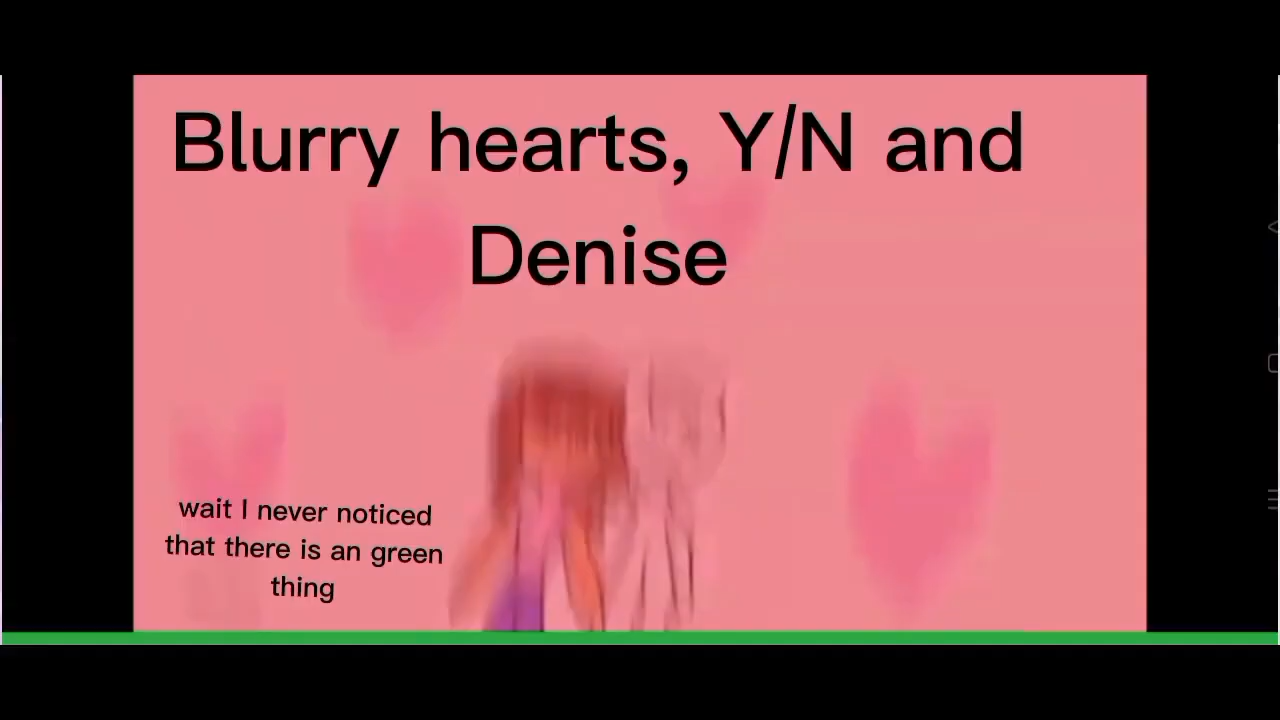 Blurry hearts, Y/N and
Denise
wait I never noticed
that there is an green
thing